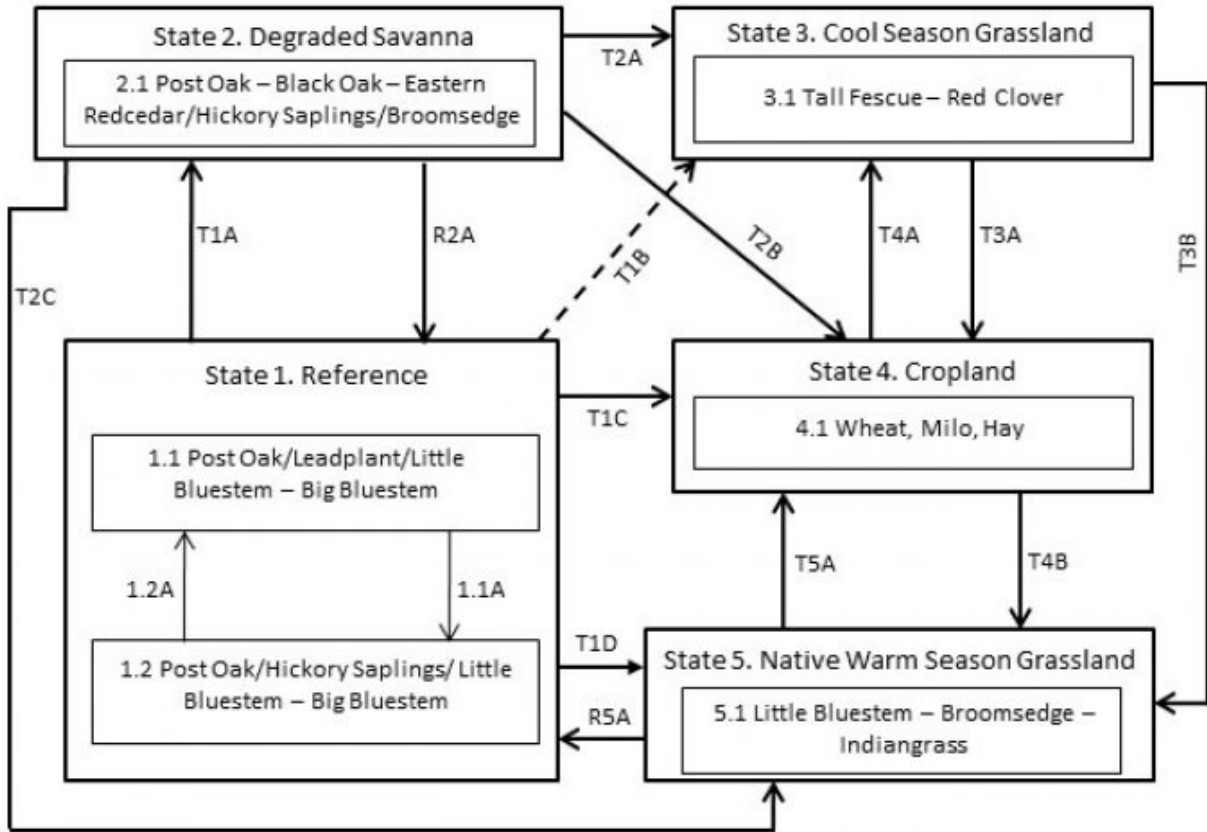 State 2. Degraded Savanna
2.1 Post Oak – Black Oak – Eastern
Redcedar/Hickory Saplings/Broomsedge
T2A
State 3. Cool Season Grassland
3.1 Tall Fescue – Red Clover
T1A
R2A
T1B
T2B
T4A
T3A
T3B
T2C
State 1. Reference
1.1 Post Oak/Leadplant/Little
Bluestem – Big Bluestem
1.2A
1.1A
1.2 Post Oak/Hickory Saplings/ Little
Bluestem – Big Bluestem
T1C
State 4. Cropland
4.1 Wheat, Milo, Hay
T5A
T4B
T1D
R5A
State 5. Native Warm Season Grassland
5.1 Little Bluestem – Broomsedge –
Indiangrass